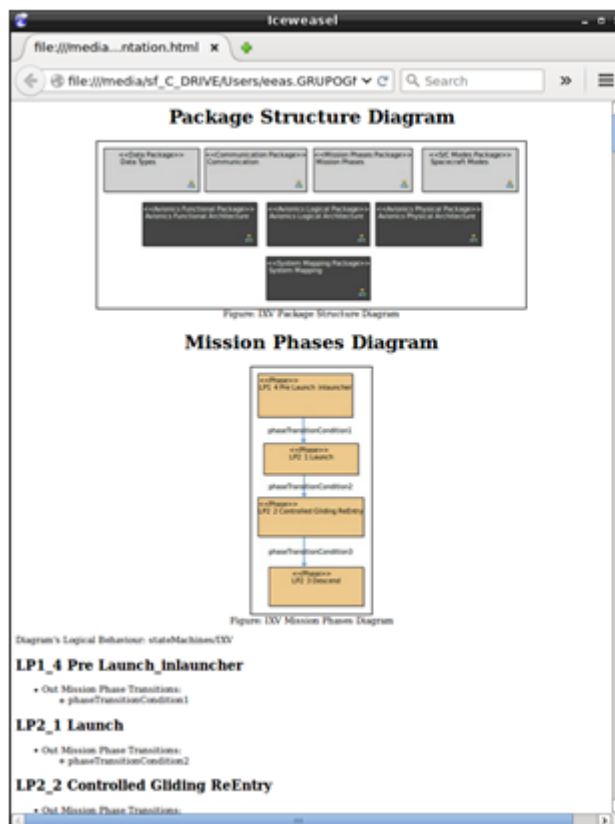 Iceweasel
file:///media...ntation.html ×
file:///media/sf_C_DRIVE/Users/eeas.GRUPOGM
Search
»
Package Structure Diagram
<<Data Package>>
Data Types
<<Communication Package>>
Communication
<<Mission Phases Package>>
Mission Phases
<<S/C Modes Package>>
Spacecraft Modes
<<Avionics Functional Package>>
Avionics Functional Architecture
<<Avionics Logical Package>>
Avionics Logical Architecture
<<Avionics Physical Package>>
Avionics Physical Architecture
<<System Mapping Package>>
System Mapping
Figure: IXV Package Structure Diagram
Mission Phases Diagram
<<Phase>>
LP1_4 Pre Launch_inlauncher
phaseTransitionCondition1
<<Phase>>
LP2_1 Launch
phaseTransitionCondition2
<<Phase>>
LP2_2 Controlled Gliding ReEntry
phaseTransitionCondition3
<<Phase>>
LP2_3 Descend
Figure: IXV Mission Phases Diagram
Diagram's Logical Behaviour: stateMachines/IXV
LP1_4 Pre Launch_inlauncher
• Out Mission Phase Transitions:
phaseTransitionCondition1
LP2_1 Launch
• Out Mission Phase Transitions:
phaseTransitionCondition2
LP2_2 Controlled Gliding ReEntry
• Out Mission Phase Transitions: